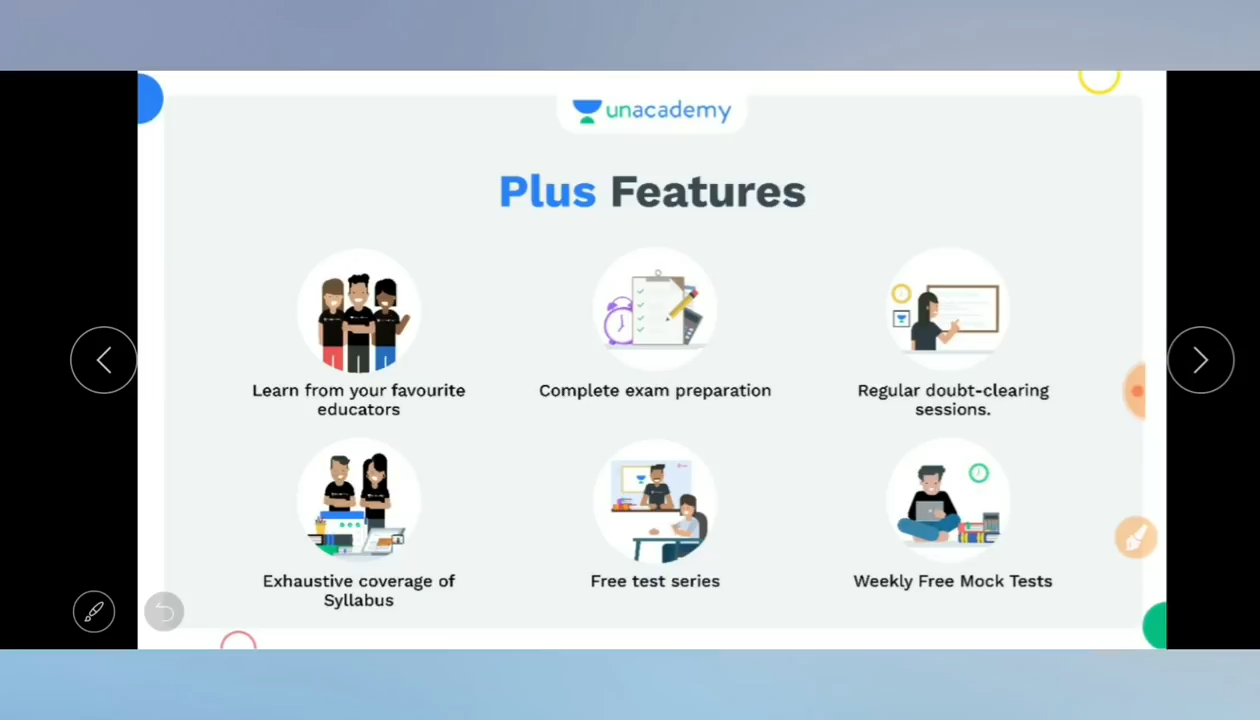 unacademy
Plus Features
Learn from your favourite
educators
Complete exam preparation
Regular doubt-clearing
sessions.
Exhaustive coverage of
Syllabus
Free test series
Weekly Free Mock Tests